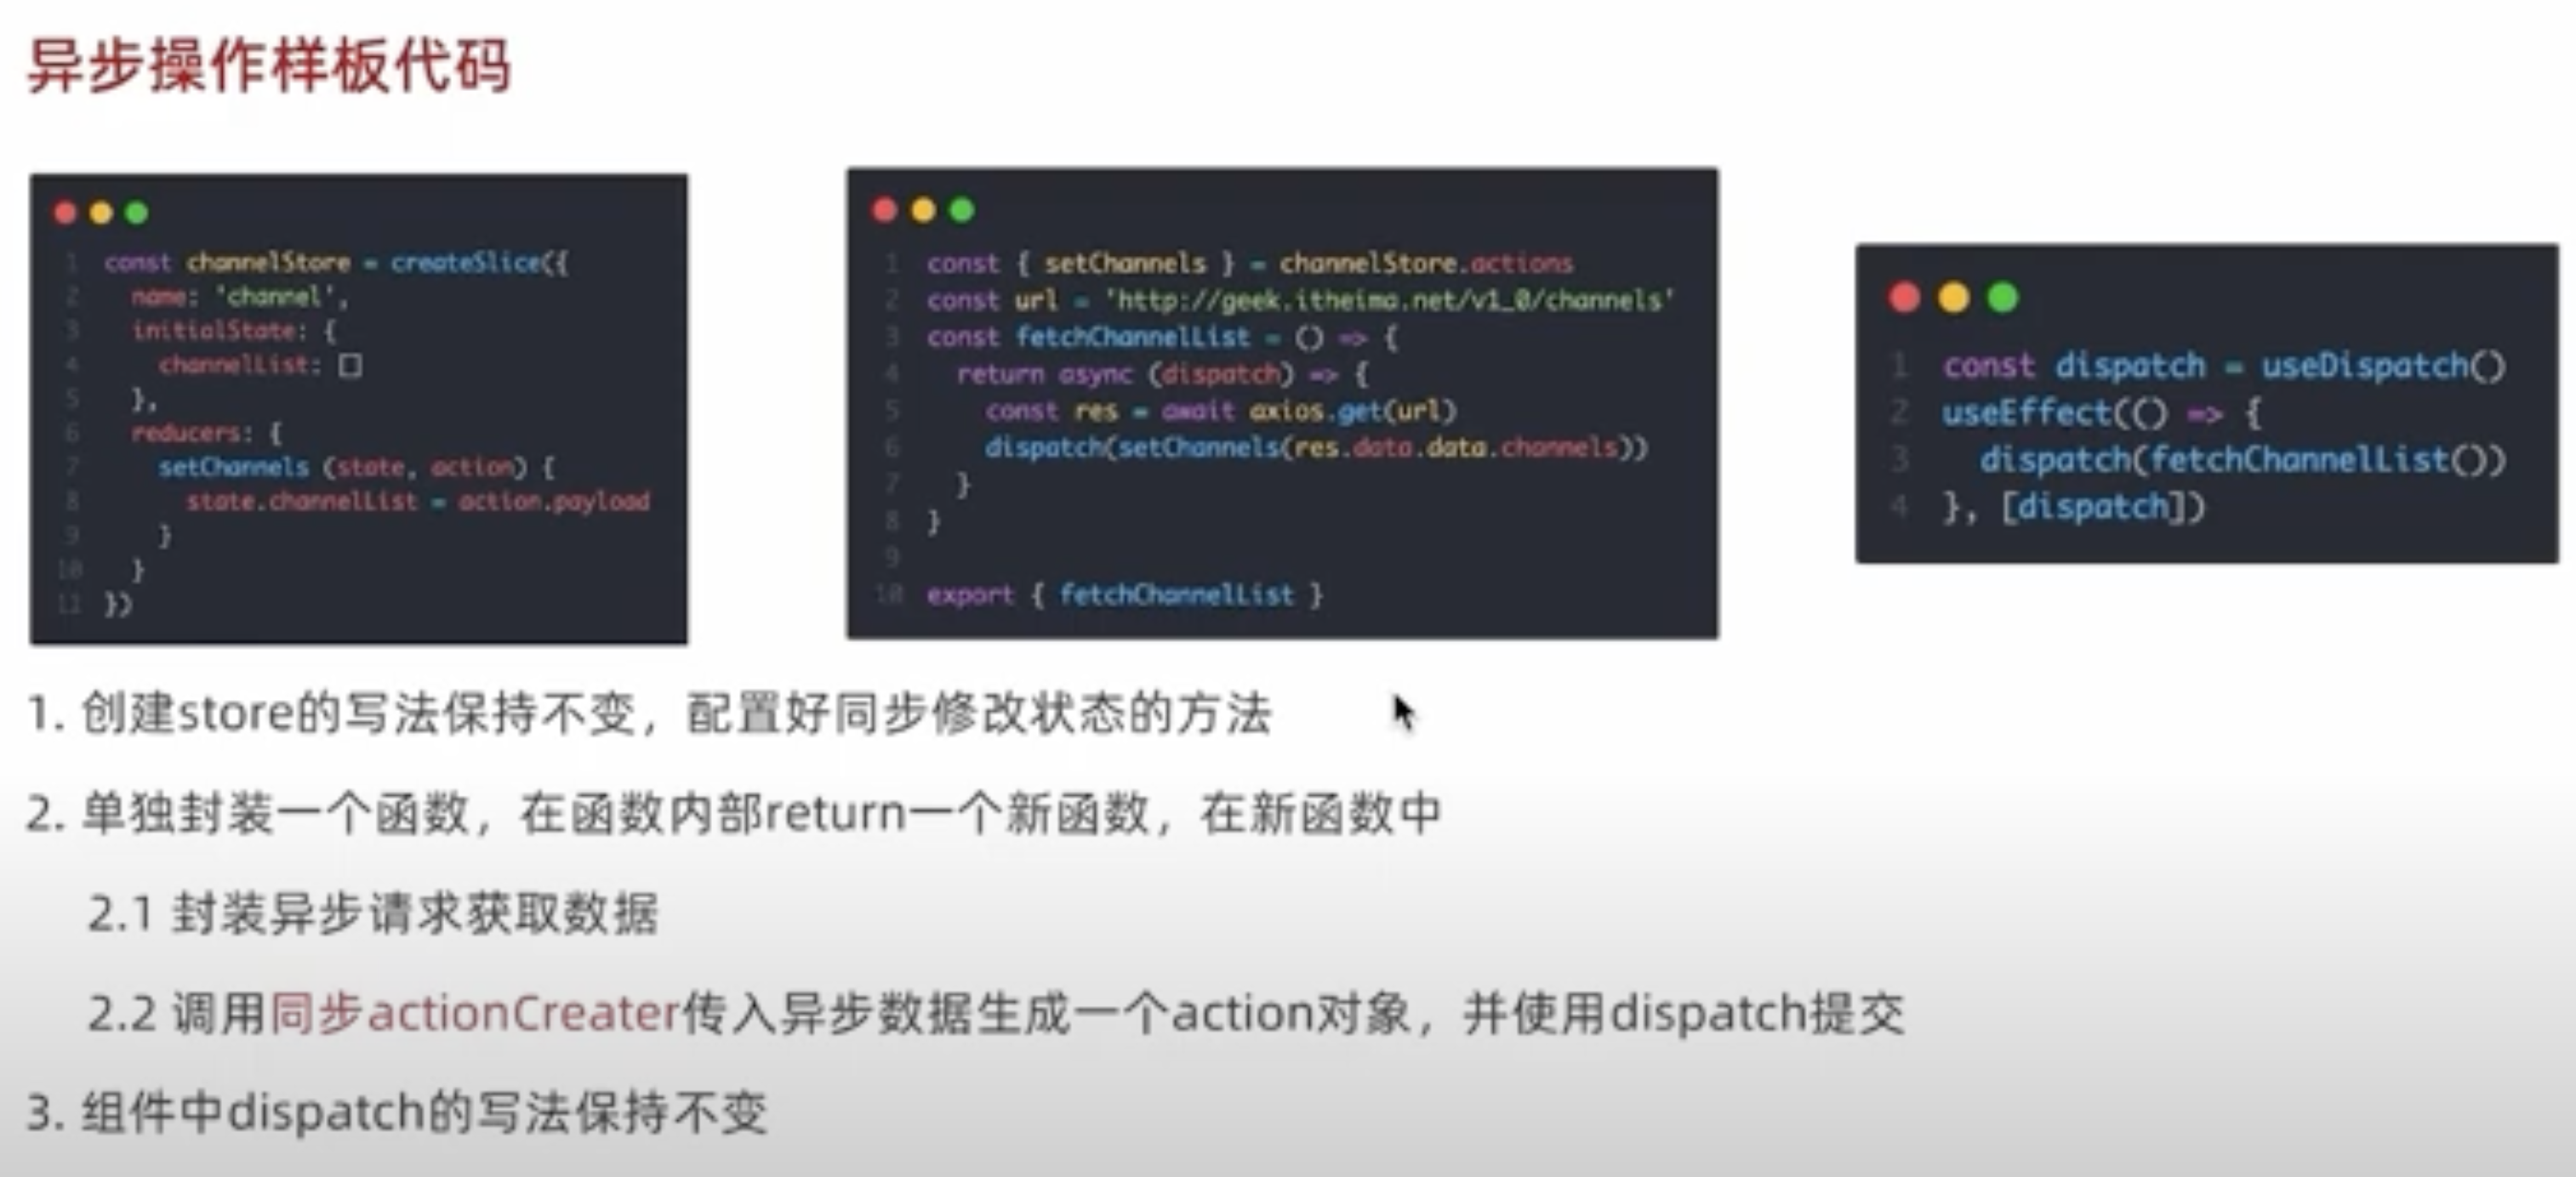 异步操作样板代码
1 const channelStore = createSlice({
2 name: 'channel',
3 initialState: {
4 channelList: []
5 },
6 reducers: {
7 setChannels (state, action) {
8 state.channelList = action.payload
9 }
10 }
11 })
1 const { setChannels } = channelStore.actions
2 const url = 'http://geek.itheima.net/v1_0/channels'
3 const fetchChannelList = () => {
4 return async (dispatch) => {
5 const res = await axios.get(url)
6 dispatch(setChannels(res.data.data.channels))
7 }
8 }
9
10 export { fetchChannelList }
1 const dispatch = useDispatch()
2 useEffect(() => {
3 dispatch(fetchChannelList())
4 }, [dispatch])
1. 创建store的写法保持不变，配置好同步修改状态的方法
2. 单独封装一个函数，在函数内部return一个新函数，在新函数中
2.1 封装异步请求获取数据
2.2 调用同步actionCreater传入异步数据生成一个action对象，并使用dispatch提交
3. 组件中dispatch的写法保持不变